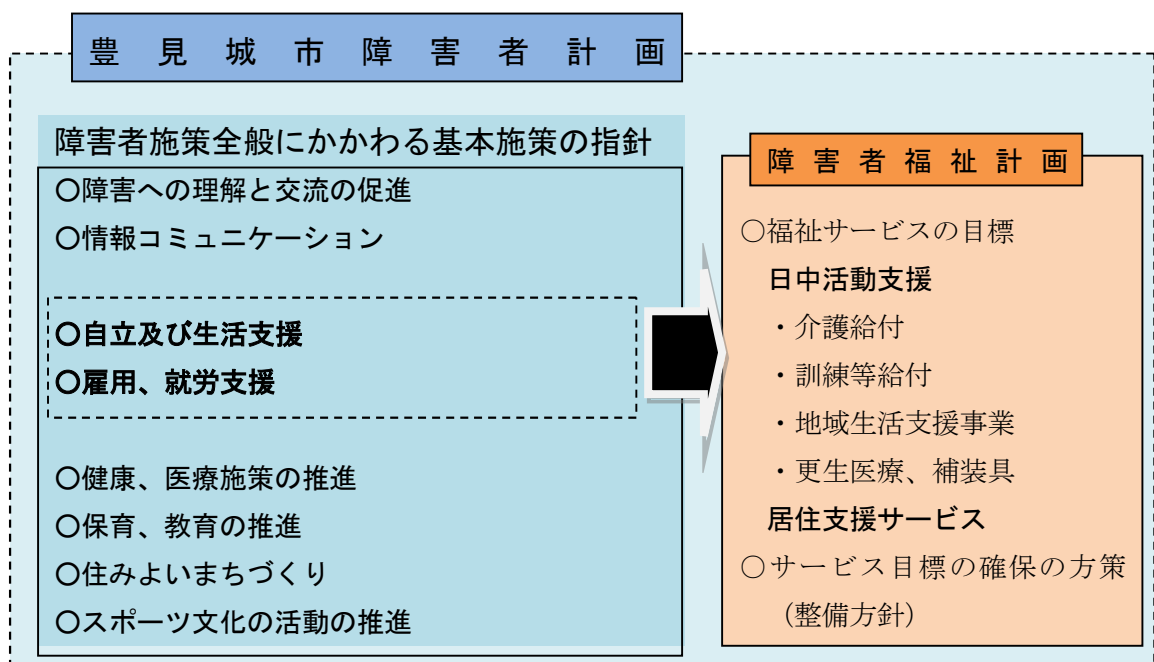 豊見城市障害者計画
障害者施策全般にかかわる基本施策の指針
○障害への理解と交流の促進
○情報コミュニケーション
○自立及び生活支援
○雇用、就労支援
○健康、医療施策の推進
○保育、教育の推進
○住みよいまちづくり
○スポーツ文化の活動の推進
障害者福祉計画
○福祉サービスの目標
日中活動支援
・介護給付
・訓練等給付
・地域生活支援事業
・更生医療、補装具
居住支援サービス
○サービス目標の確保の方策
（整備方針）